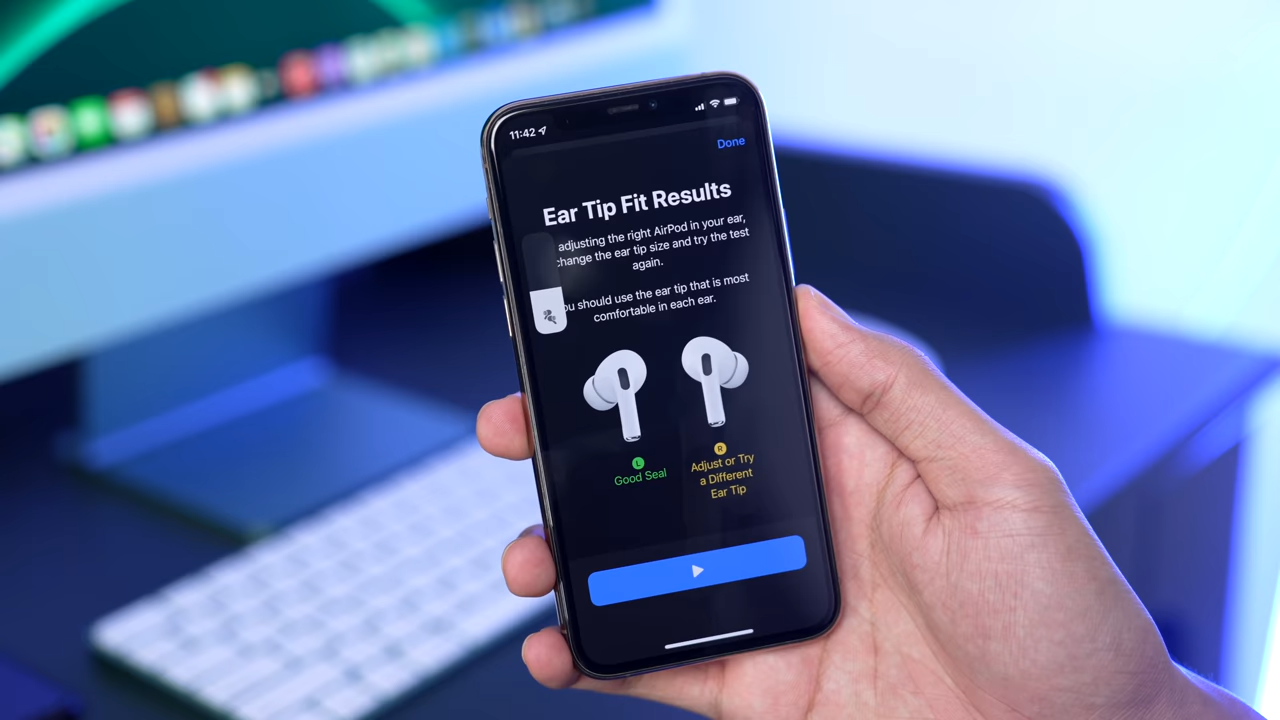 11:42
Done
Ear Tip Fit Results
adjusting the right AirPod in your ear,
change the ear tip size and try the test
again.
ou should use the ear tip that is most
comfortable in each ear.
L
R
Good Seal
Adjust or Try
a Different
Ear Tip